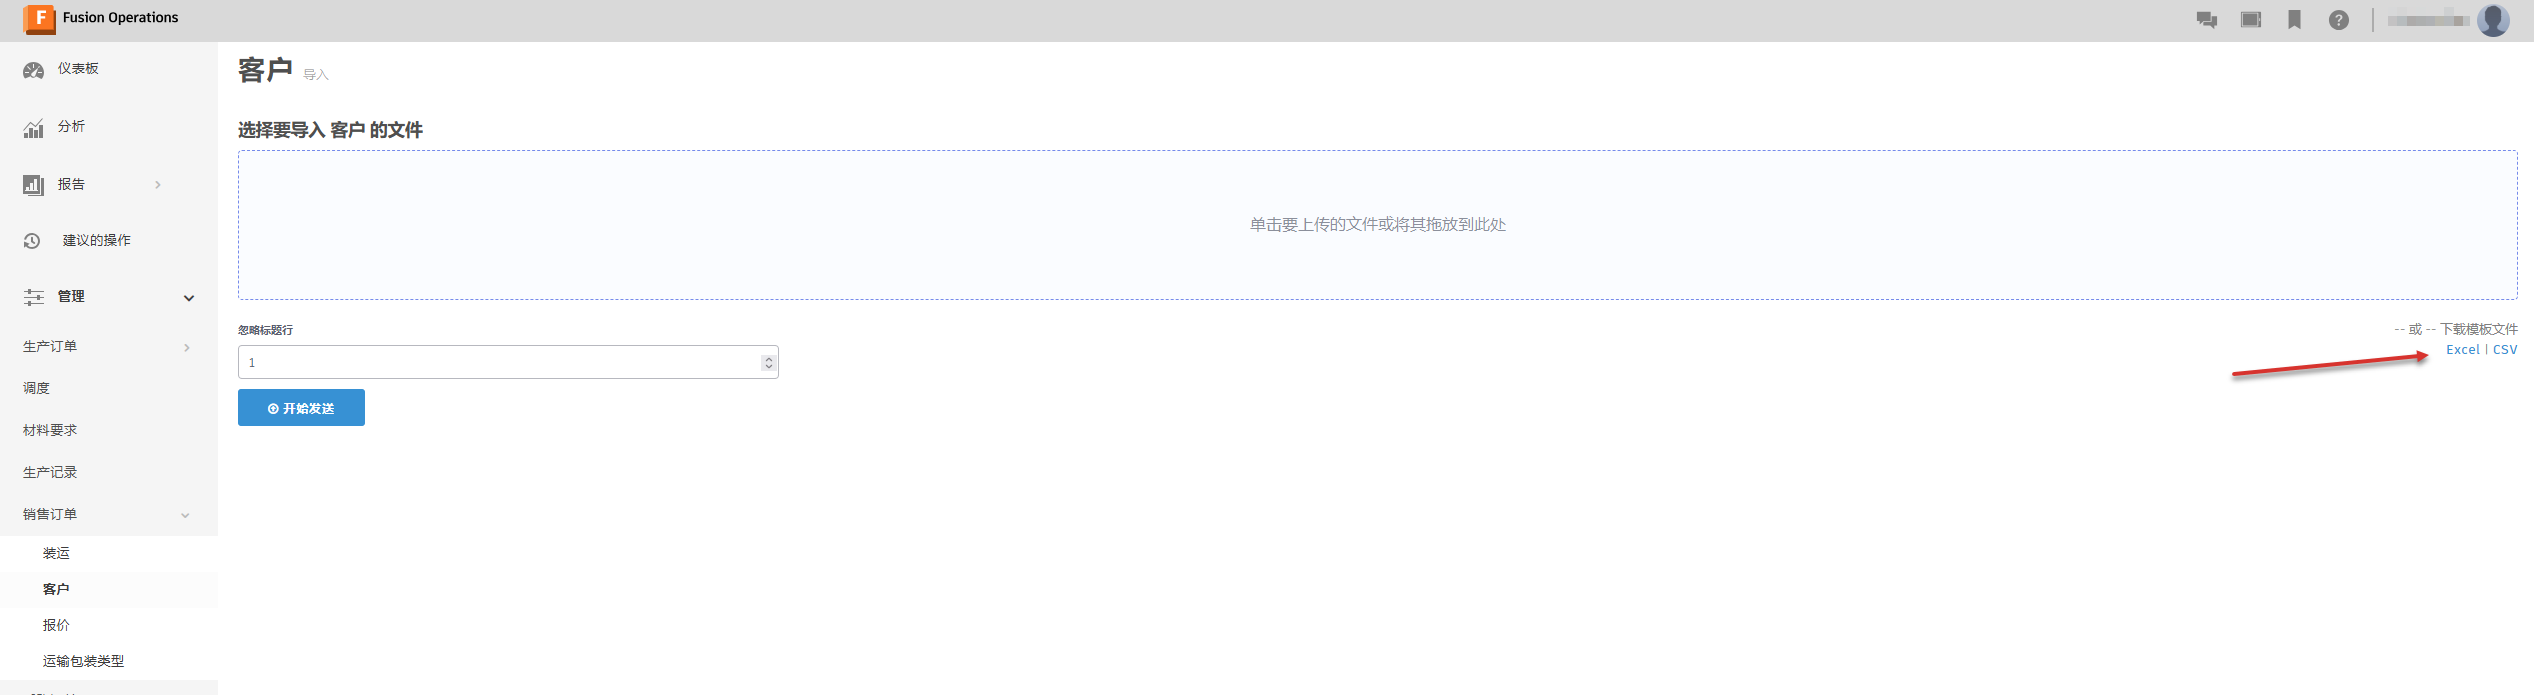 F Fusion Operations
?
仪表板
分析
报告
建议的操作
管理
生产订单
调度
材料要求
生产记录
销售订单
装运
客户
报价
运输包装类型
客户 导入
选择要导入 客户 的文件
单击要上传的文件或将其拖放到此处
忽略标题行
1
开始发送
-- 或 -- 下载模板文件
Excel | CSV